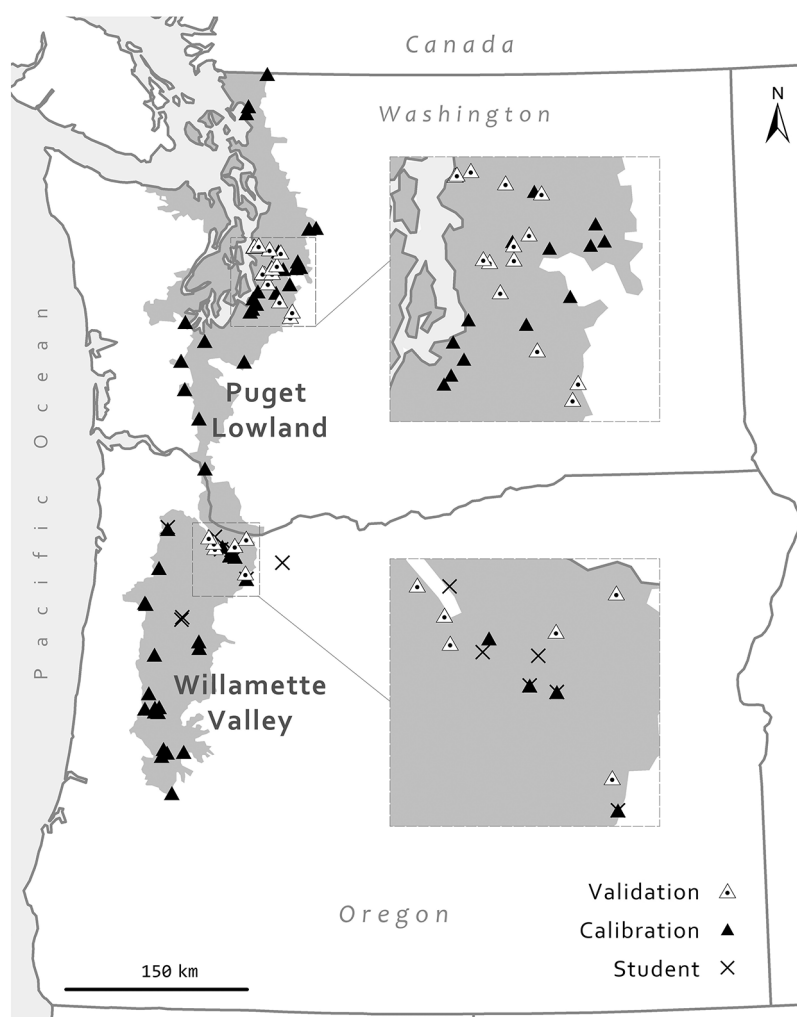 Canada
Washington
N
Pacific Ocean
Puget
Lowland
Willamette
Valley
Oregon
Validation
Calibration
Student
150 km